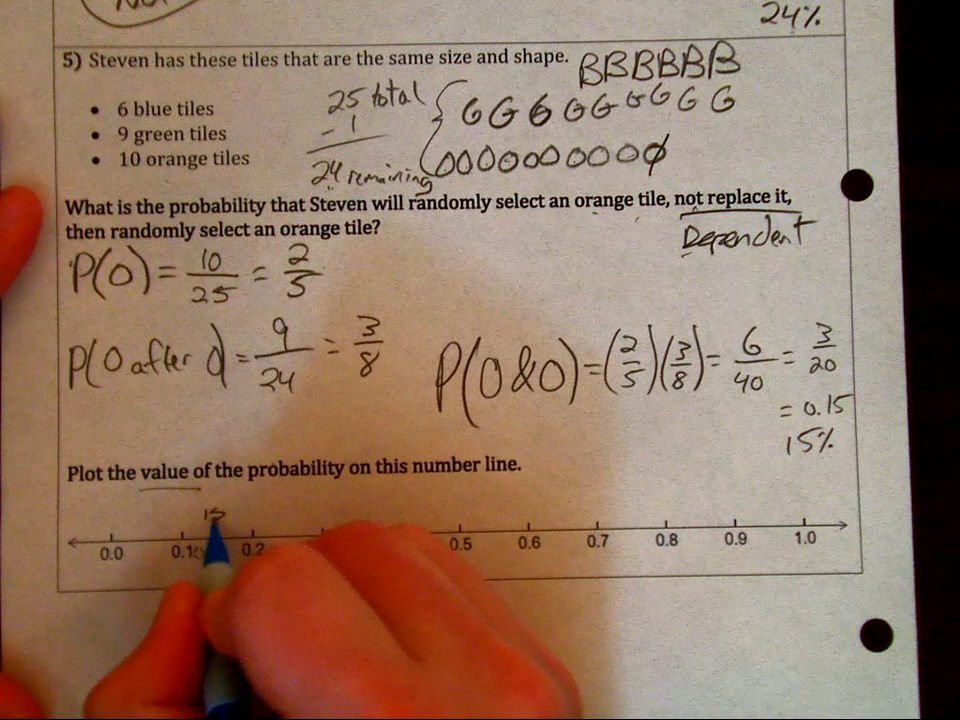 24%
5) Steven has these tiles that are the same size and shape. BBBBBB
• 6 blue tiles
25 total
GGGGGGGGG
• 9 green tiles
- 1
• 10 orange tiles
24 remaining
OOOOOOOOOO
What is the probability that Steven will randomly select an orange tile, not replace it,
then randomly select an orange tile?
Dependent
P(O) = 10/25 = 2/5
P(O after O) = 9/24 = 3/8
P(O & O) = (2/5)(3/8) = 6/40 = 3/20
= 0.15
15%
Plot the value of the probability on this number line.
15
0.0 0.10 0.2 0.5 0.6 0.7 0.8 0.9 1.0